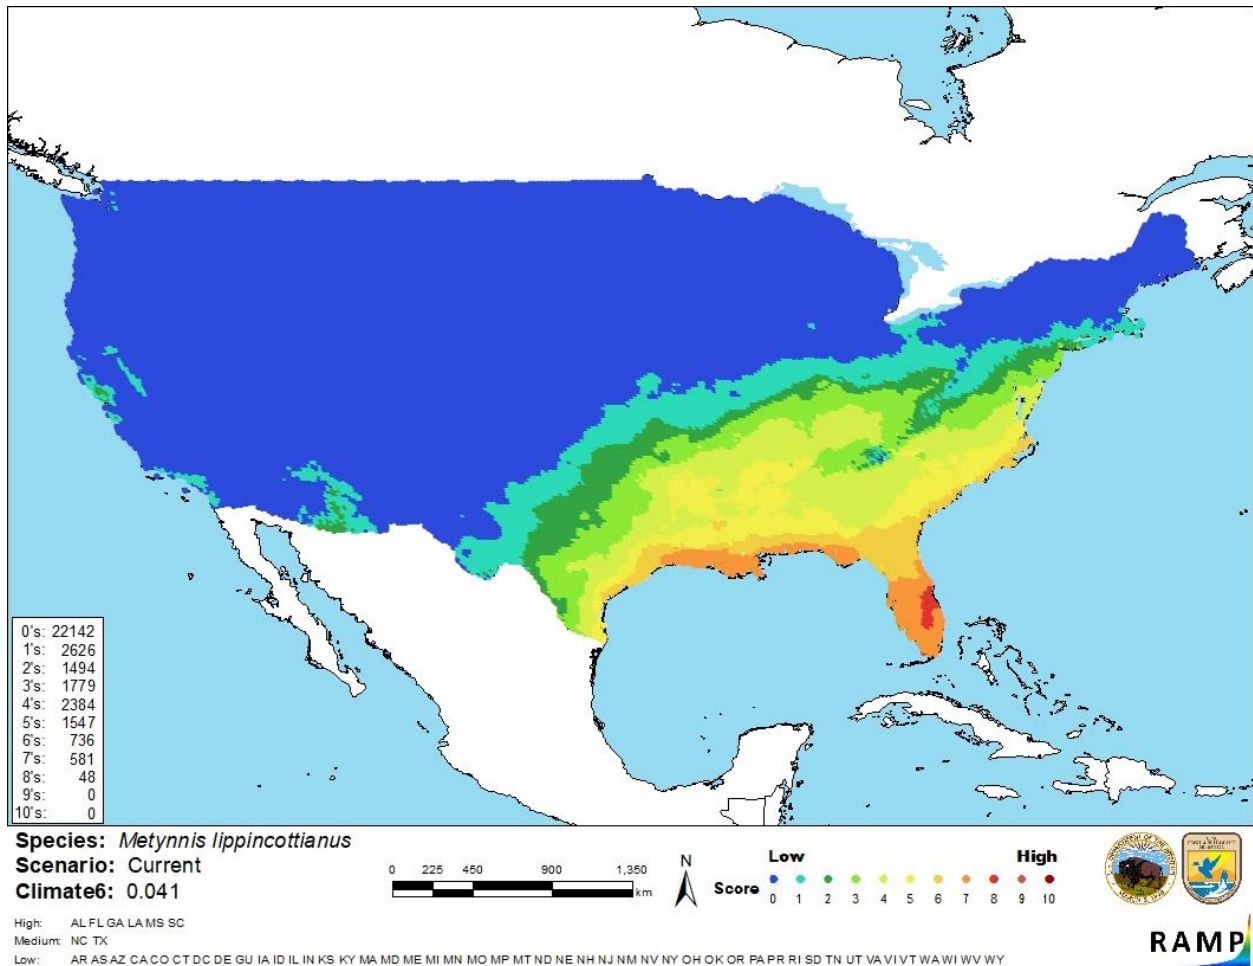 0's: 22142
1's: 2626
2's: 1494
3's: 1779
4's: 2384
5's: 1547
6's: 736
7's: 581
8's: 48
9's: 0
10's: 0
Species: Metynnis lippincottianus
Scenario: Current
Climate6: 0.041
0 225 450 900 1,350
km
N
Low High
Score
0 1 2 3 4 5 6 7 8 9 10
High: AL FL GA LA MS SC
Medium: NC TX
Low: AR AS AZ CA CO CT DC DE GU IA ID IL IN KS KY MA MD ME MI MN MO MP MT ND NE NH NJ NM NV NY OH OK OR PA PR RI SD TN UT VA VI VT WA WI WV WY
RAMP